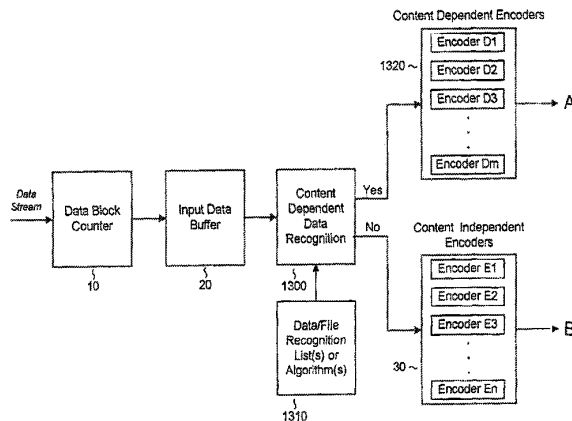 Content Dependent Encoders
Encoder D1
1320
Encoder D2
Encoder D3
A
Encoder Dm
Data
Stream
Data Block
Counter
10
Input Data
Buffer
20
Content
Dependent
Data
Recognition
1300
Yes
No
Data/File
Recognition
List(s) or
Algorithm(s)
1310
Content Independent
Encoders
Encoder E1
Encoder E2
Encoder E3
B
30
Encoder En